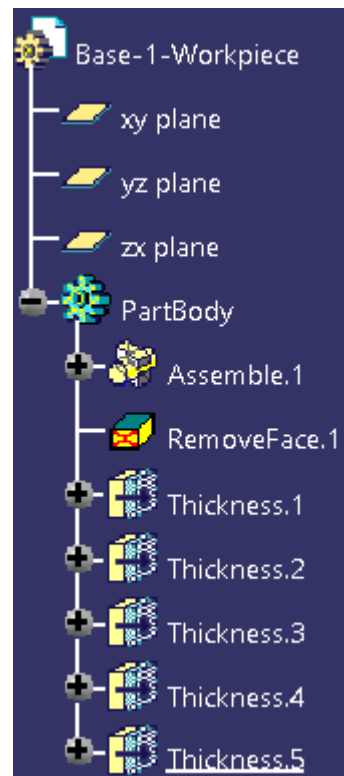 Base-1-Workpiece
xy plane
yz plane
zx plane
PartBody
Assemble.1
RemoveFace.1
Thickness.1
Thickness.2
Thickness.3
Thickness.4
Thickness.5